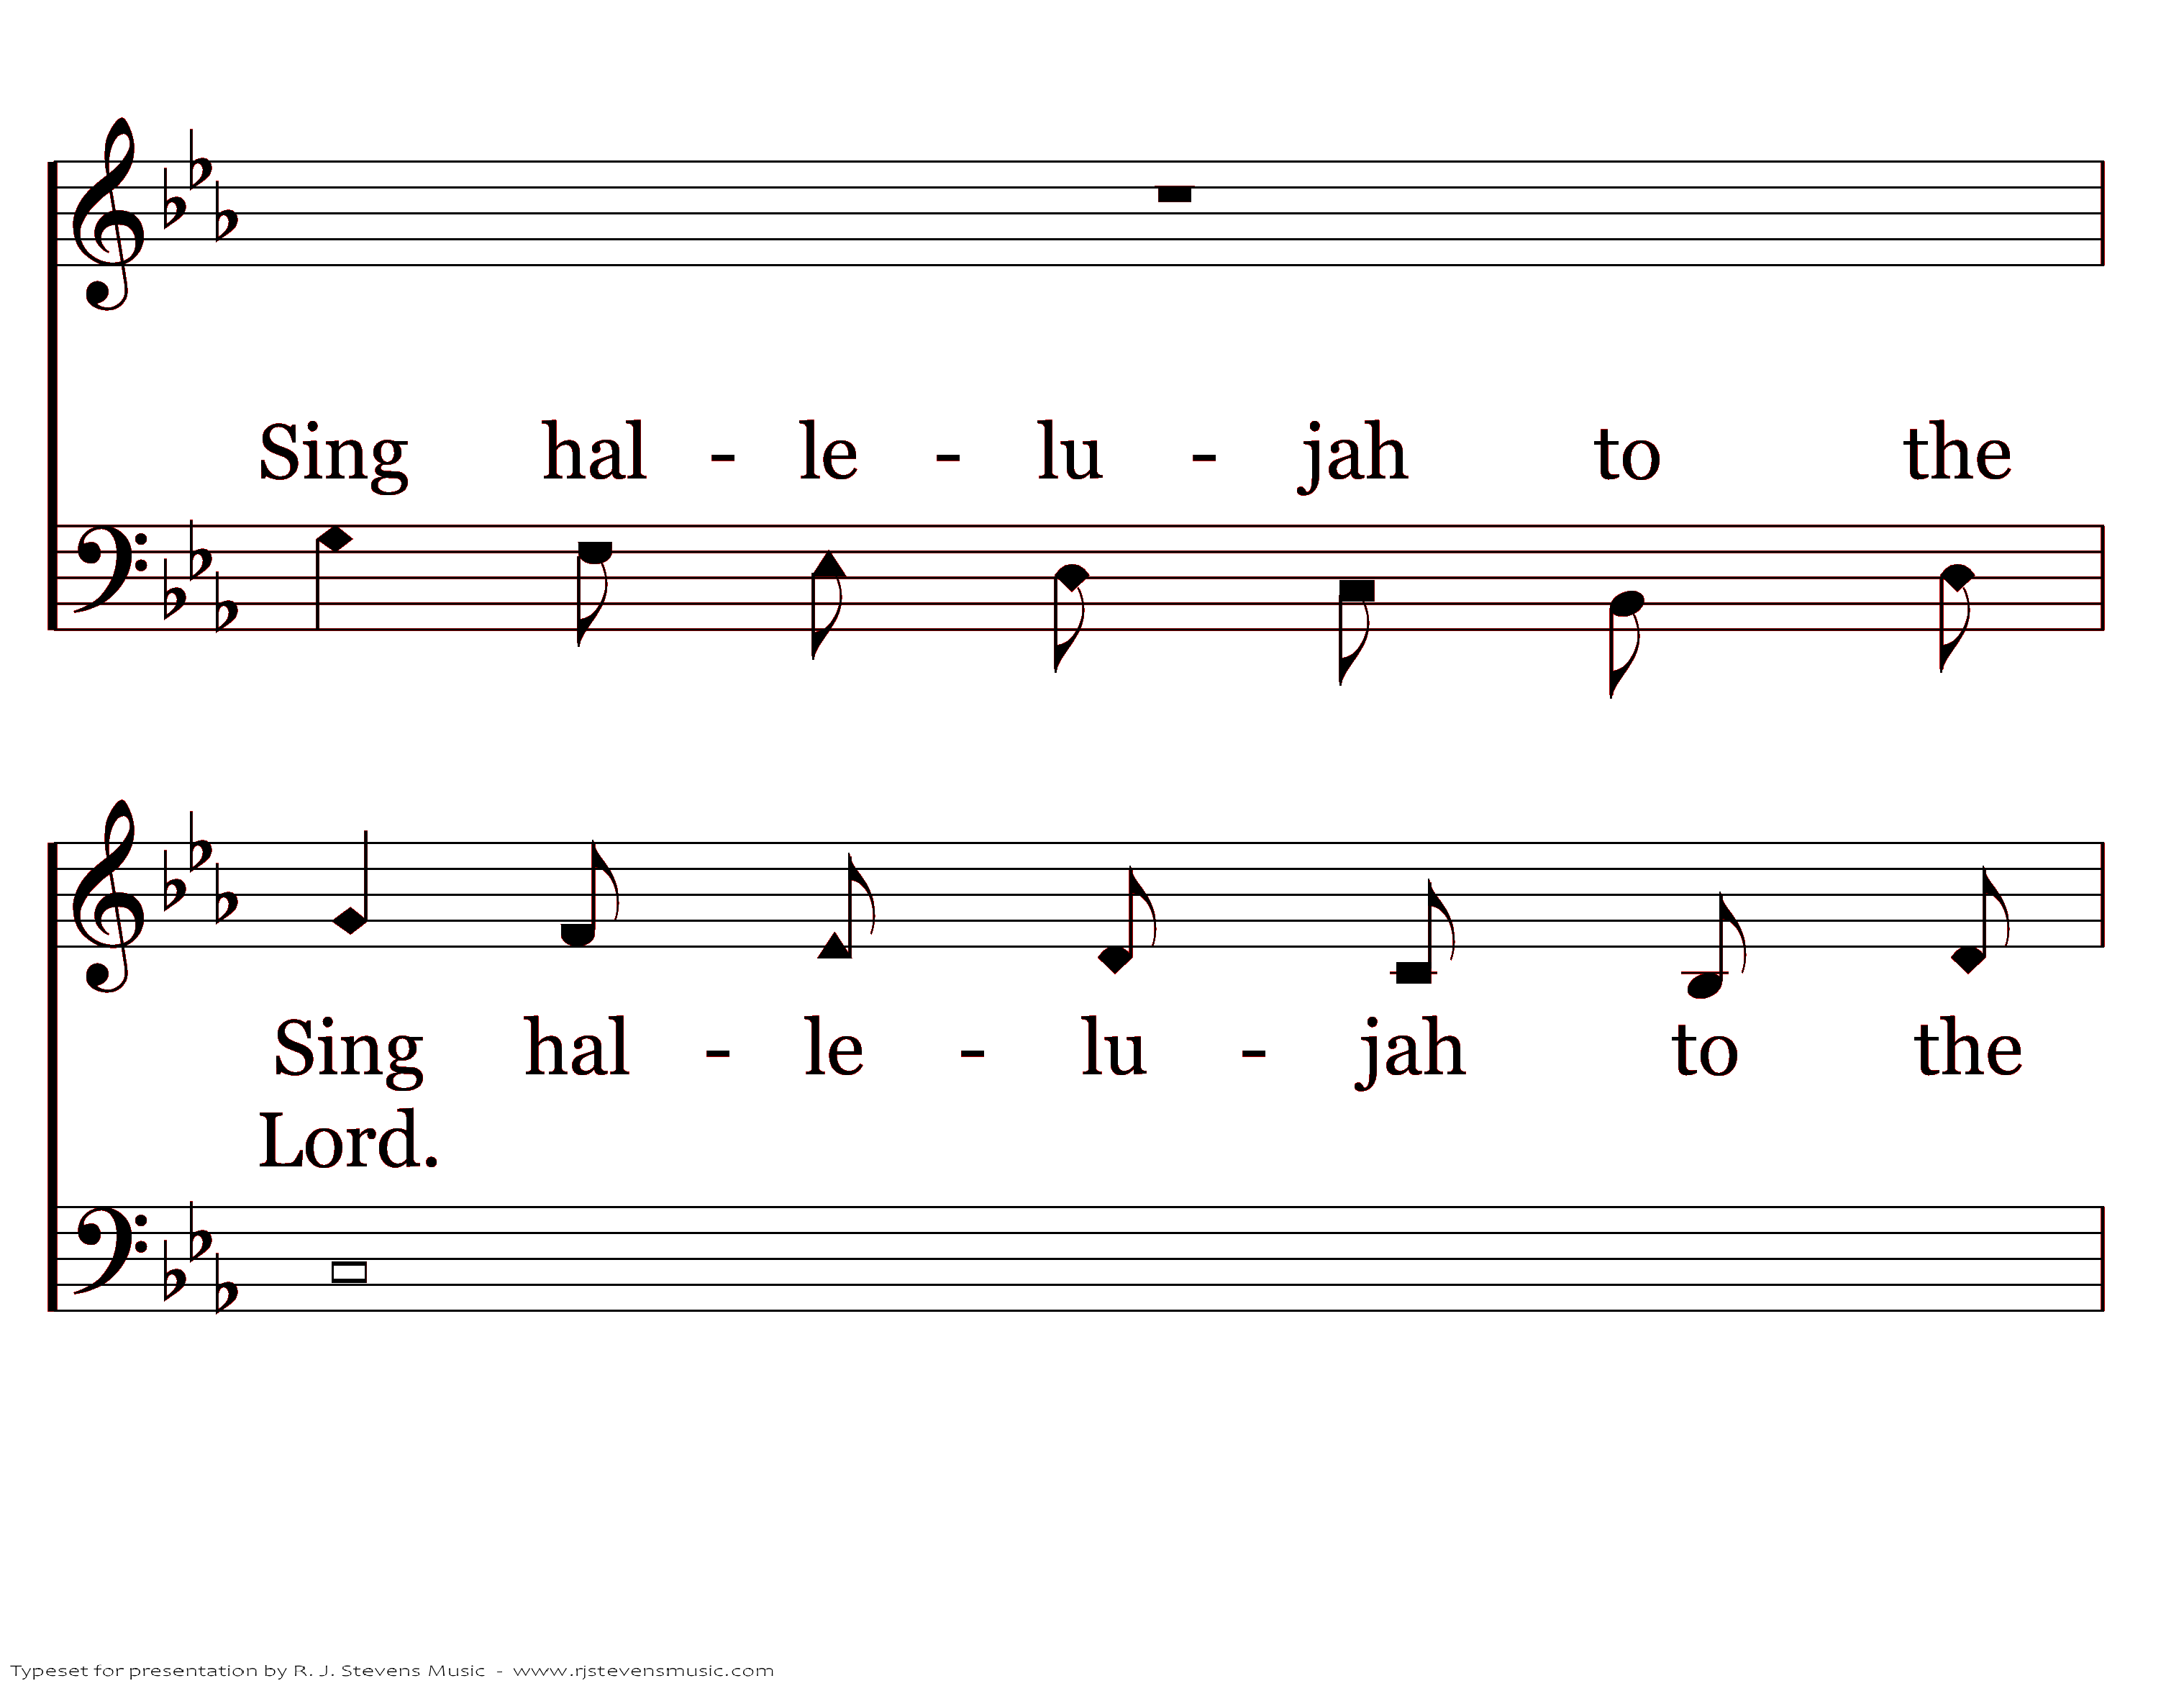 Sing hal - le - lu - jah to the
Sing hal - le - lu - jah to the
Lord.
Typeset for presentation by R. J. Stevens Music - www.rjstevensmusic.com